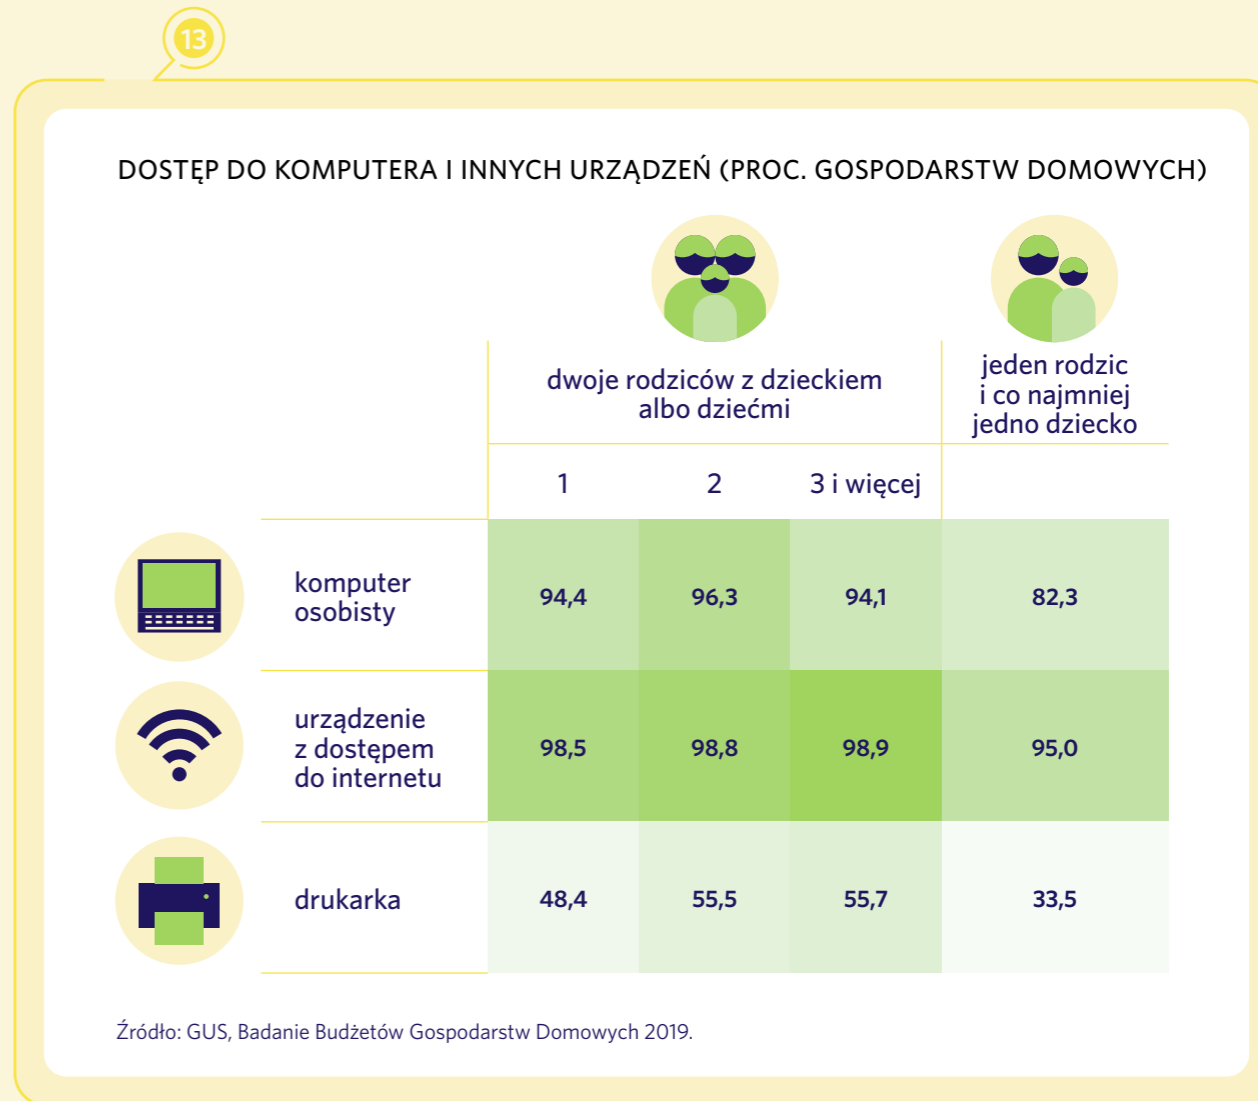 13
DOSTĘP DO KOMPUTERA I INNYCH URZĄDZEŃ (PROC. GOSPODARSTW DOMOWYCH)
dwoje rodziców z dzieckiem
albo dziećmi
jeden rodzic
i co najmniej
jedno dziecko
1 2 3 i więcej
komputer
osobisty
94,4 96,3 94,1 82,3
urządzenie
z dostępem
do internetu
98,5 98,8 98,9 95,0
drukarka 48,4 55,5 55,7 33,5
Źródło: GUS, Badanie Budżetów Gospodarstw Domowych 2019.